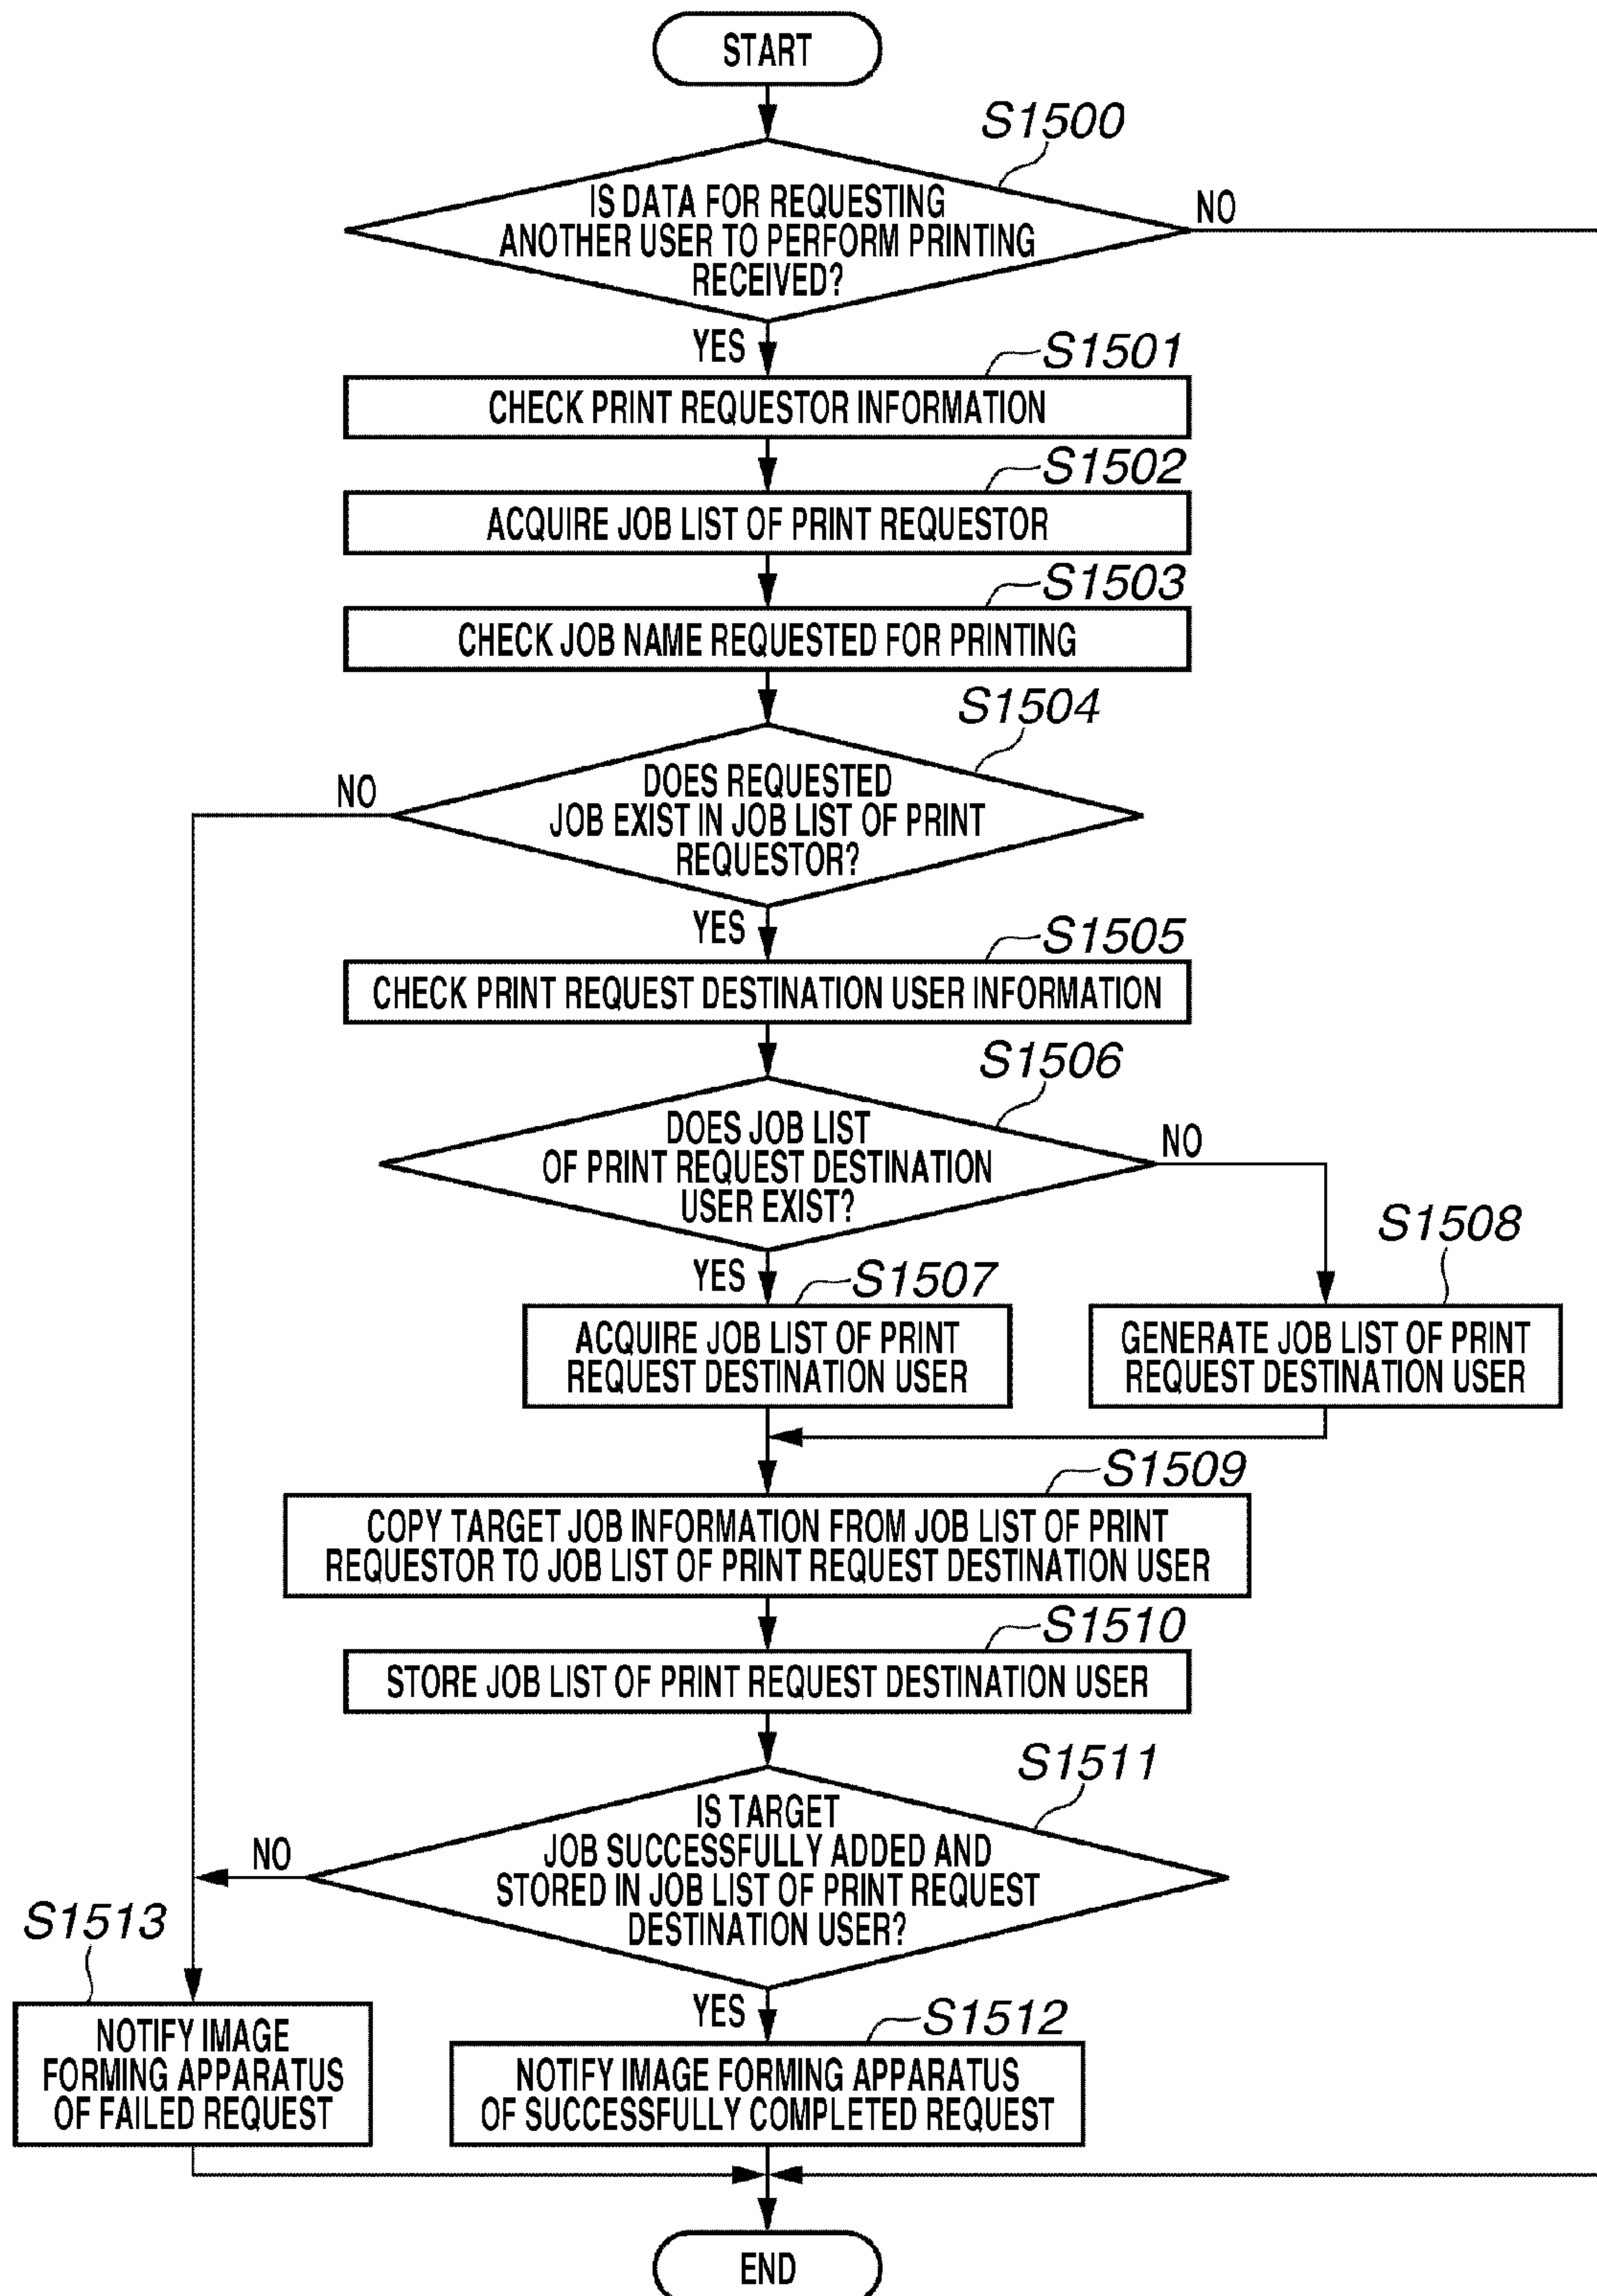 START
S1500
IS DATA FOR REQUESTING
ANOTHER USER TO PERFORM PRINTING
RECEIVED?
NO
YES
S1501
CHECK PRINT REQUESTOR INFORMATION
S1502
ACQUIRE JOB LIST OF PRINT REQUESTOR
S1503
CHECK JOB NAME REQUESTED FOR PRINTING
S1504
DOES REQUESTED
JOB EXIST IN JOB LIST OF PRINT
REQUESTOR?
NO
YES
S1505
CHECK PRINT REQUEST DESTINATION USER INFORMATION
S1506
DOES JOB LIST
OF PRINT REQUEST DESTINATION
USER EXIST?
NO
YES
S1507
ACQUIRE JOB LIST OF PRINT
REQUEST DESTINATION USER
S1508
GENERATE JOB LIST OF PRINT
REQUEST DESTINATION USER
S1509
COPY TARGET JOB INFORMATION FROM JOB LIST OF PRINT
REQUESTOR TO JOB LIST OF PRINT REQUEST DESTINATION USER
S1510
STORE JOB LIST OF PRINT REQUEST DESTINATION USER
S1511
IS TARGET
JOB SUCCESSFULLY ADDED AND
STORED IN JOB LIST OF PRINT REQUEST
DESTINATION USER?
NO
YES
S1513
NOTIFY IMAGE
FORMING APPARATUS
OF FAILED REQUEST
S1512
NOTIFY IMAGE FORMING APPARATUS
OF SUCCESSFULLY COMPLETED REQUEST
END